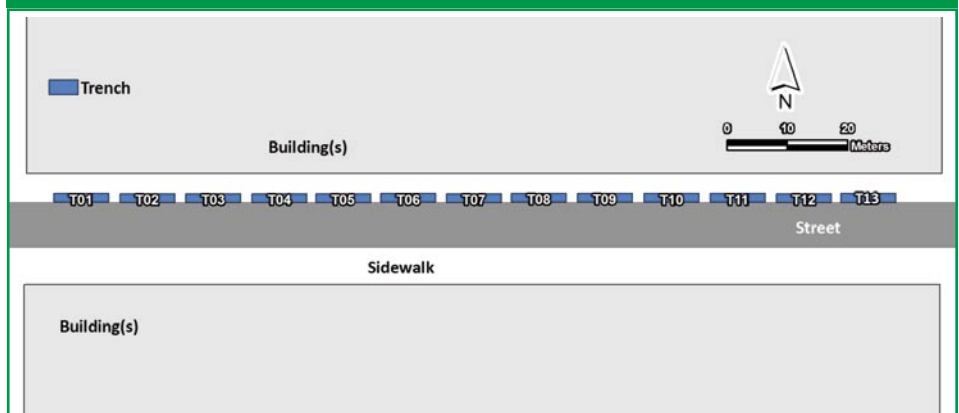 Trench
N
0 10 20
Meters
Building(s)
T01 T02 T03 T04 T05 T06 T07 T08 T09 T10 T11 T12 T13
Street
Sidewalk
Building(s)